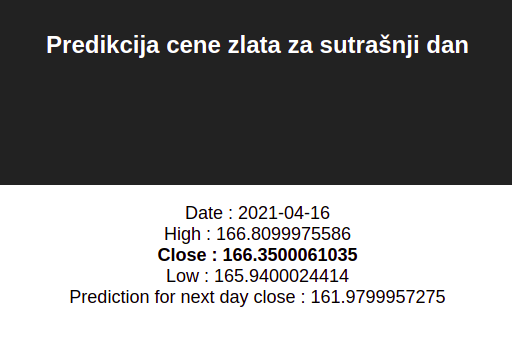 Predikcija cene zlata za sutrašnji dan
Date : 2021-04-16
High : 166.8099975586
Close : 166.3500061035
Low : 165.9400024414
Prediction for next day close : 161.9799957275